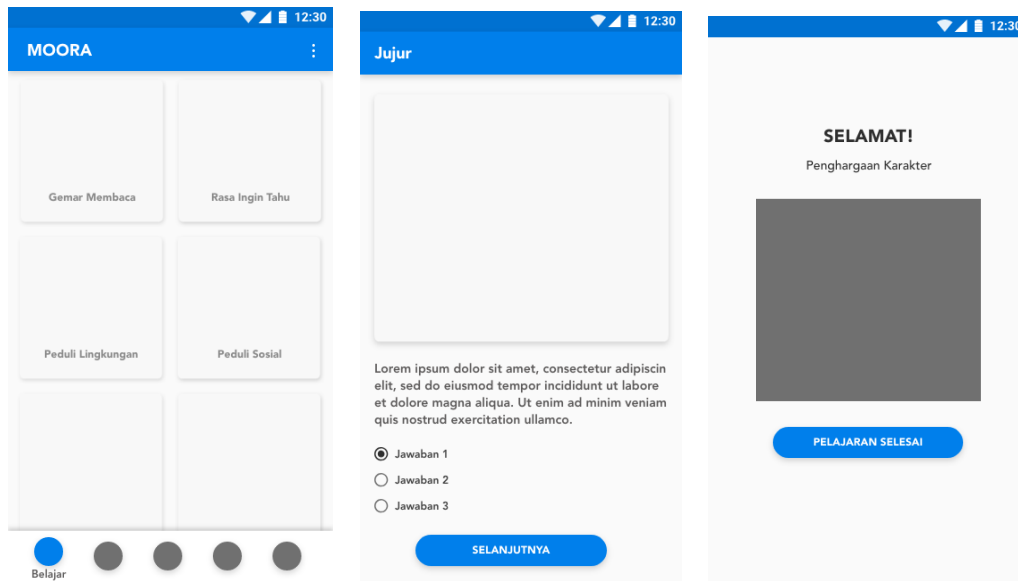 12:30
MOORA
Gemar Membaca
Rasa Ingin Tahu
Peduli Lingkungan
Peduli Sosial
Belajar
12:30
Jujur
Lorem ipsum dolor sit amet, consectetur adipiscin
elit, sed do eiusmod tempor incididunt ut labore
et dolore magna aliqua. Ut enim ad minim veniam
quis nostrud exercitation ullamco.
Jawaban 1
Jawaban 2
Jawaban 3
SELANJUTNYA
12:30
SELAMAT!
Penghargaan Karakter
PELAJARAN SELESAI